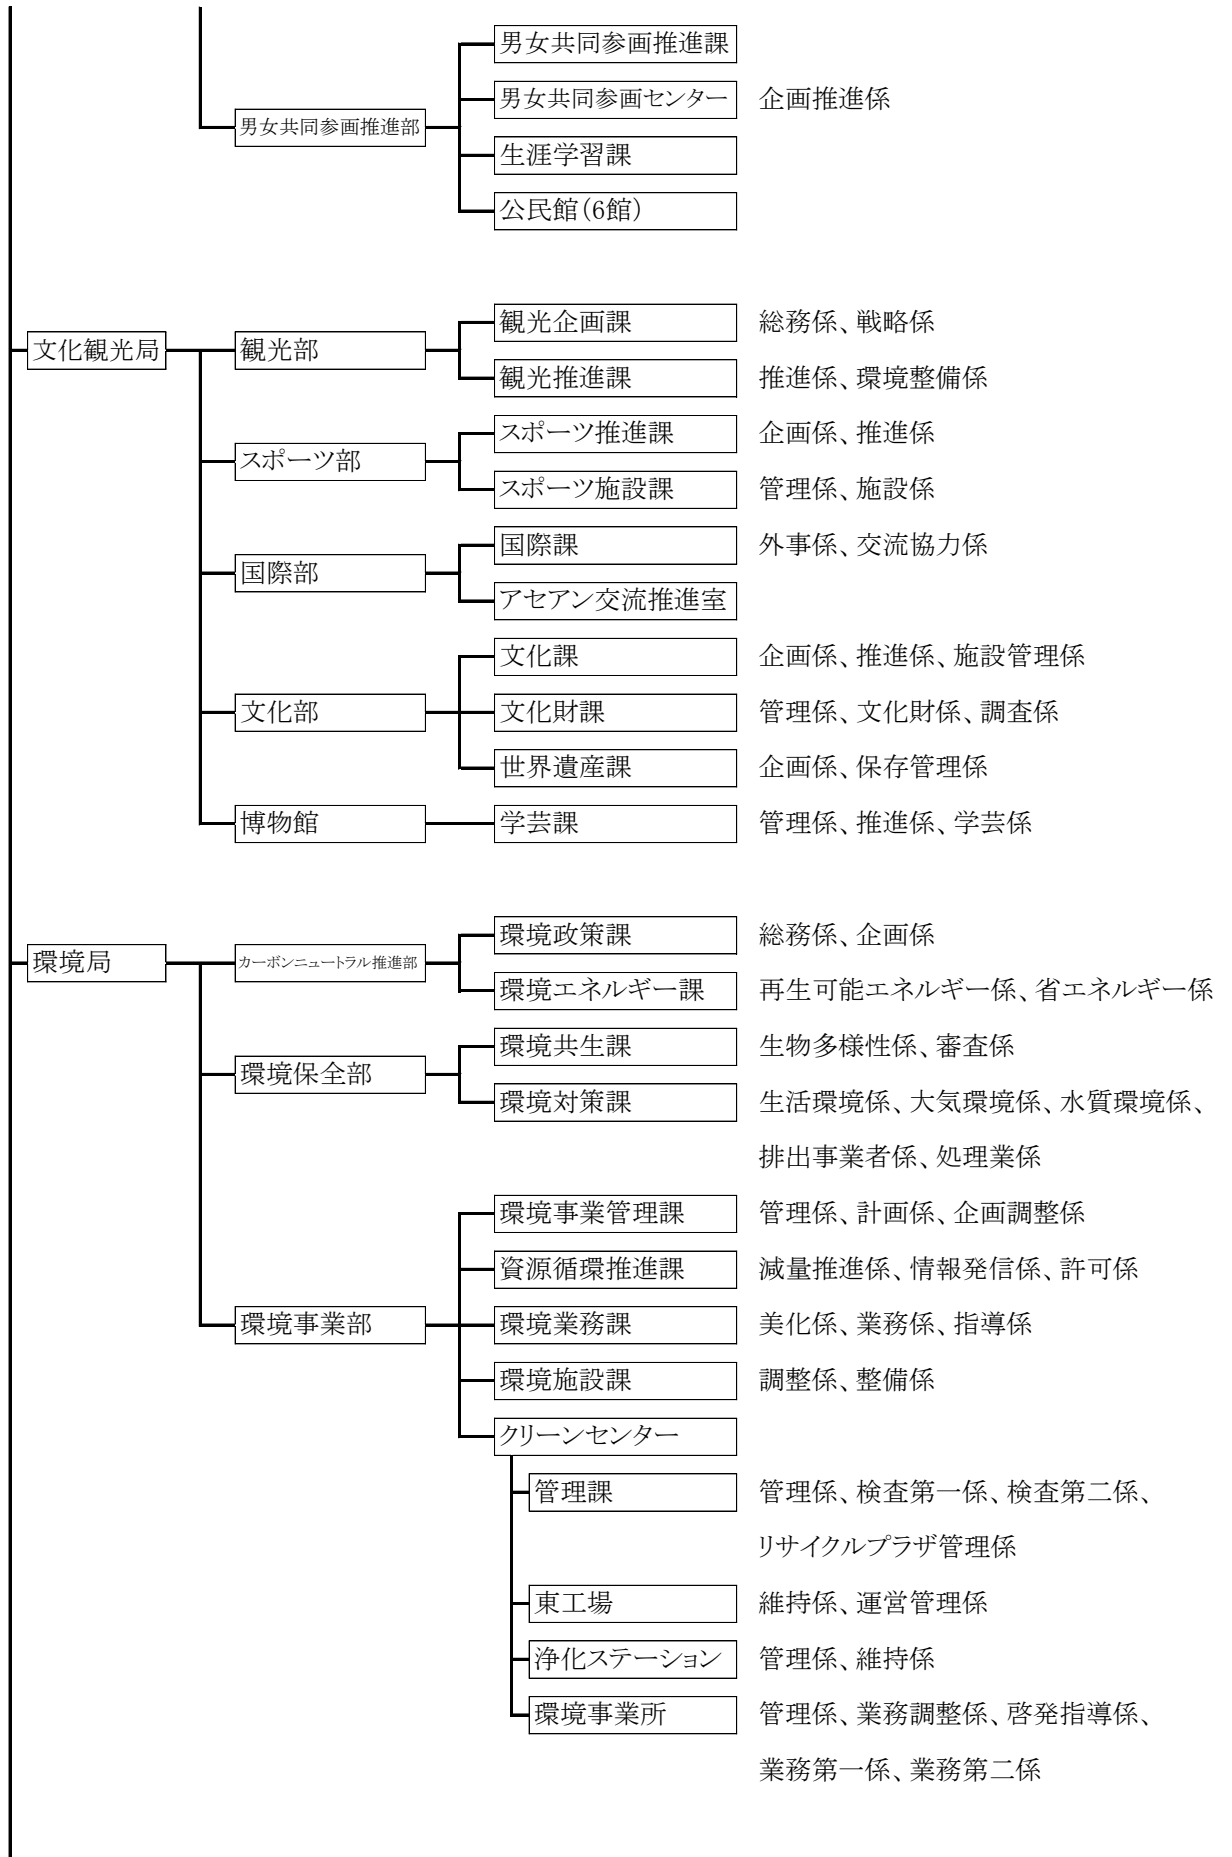 男女共同参画推進課
男女共同参画センター 企画推進係
男女共同参画推進部
生涯学習課
公民館（6館）
観光企画課 総務係、戦略係
文化観光局 観光部
観光推進課 推進係、環境整備係
スポーツ推進課 企画係、推進係
スポーツ部
スポーツ施設課 管理係、施設係
国際課 外事係、交流協力係
国際部
アセアン交流推進室
文化課 企画係、推進係、施設管理係
文化部 文化財課 管理係、文化財係、調査係
世界遺産課 企画係、保存管理係
博物館 学芸課 管理係、推進係、学芸係
環境政策課 総務係、企画係
環境局 カーボンニュートラル推進部
環境エネルギー課 再生可能エネルギー係、省エネルギー係
環境共生課 生物多様性係、審査係
環境保全部
環境対策課 生活環境係、大気環境係、水質環境係、
排出事業者係、処理業係
環境事業管理課 管理係、計画係、企画調整係
資源循環推進課 減量推進係、情報発信係、許可係
環境事業部 環境業務課 美化係、業務係、指導係
環境施設課 調整係、整備係
クリーンセンター
管理課 管理係、検査第一係、検査第二係、
リサイクルプラザ管理係
東工場 維持係、運営管理係
浄化ステーション 管理係、維持係
環境事業所 管理係、業務調整係、啓発指導係、
業務第一係、業務第二係